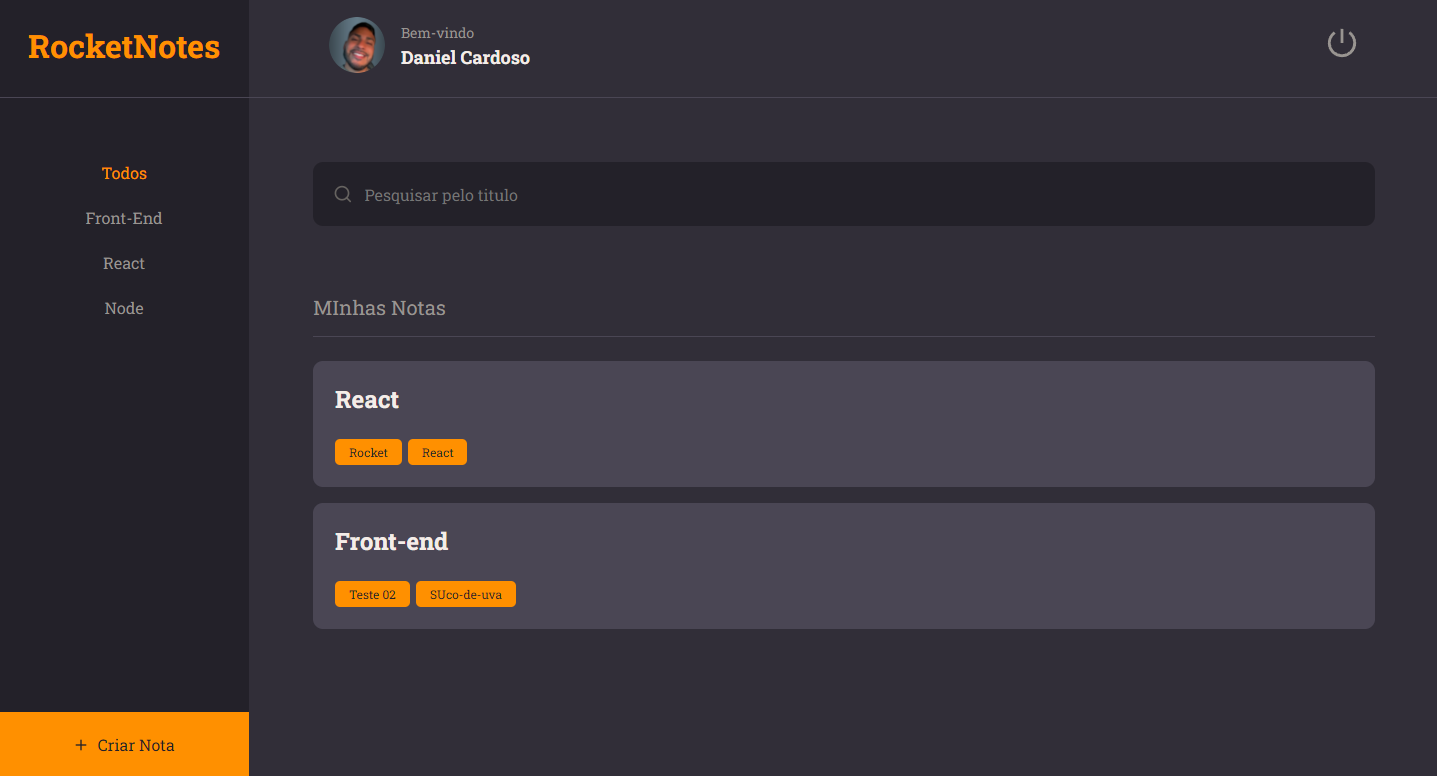 RocketNotes
Bem-vindo
Daniel Cardoso
Todos
Front-End
React
Node
Pesquisar pelo titulo
MInhas Notas
React
Rocket React
Front-end
Teste 02 SUco-de-uva
+ Criar Nota